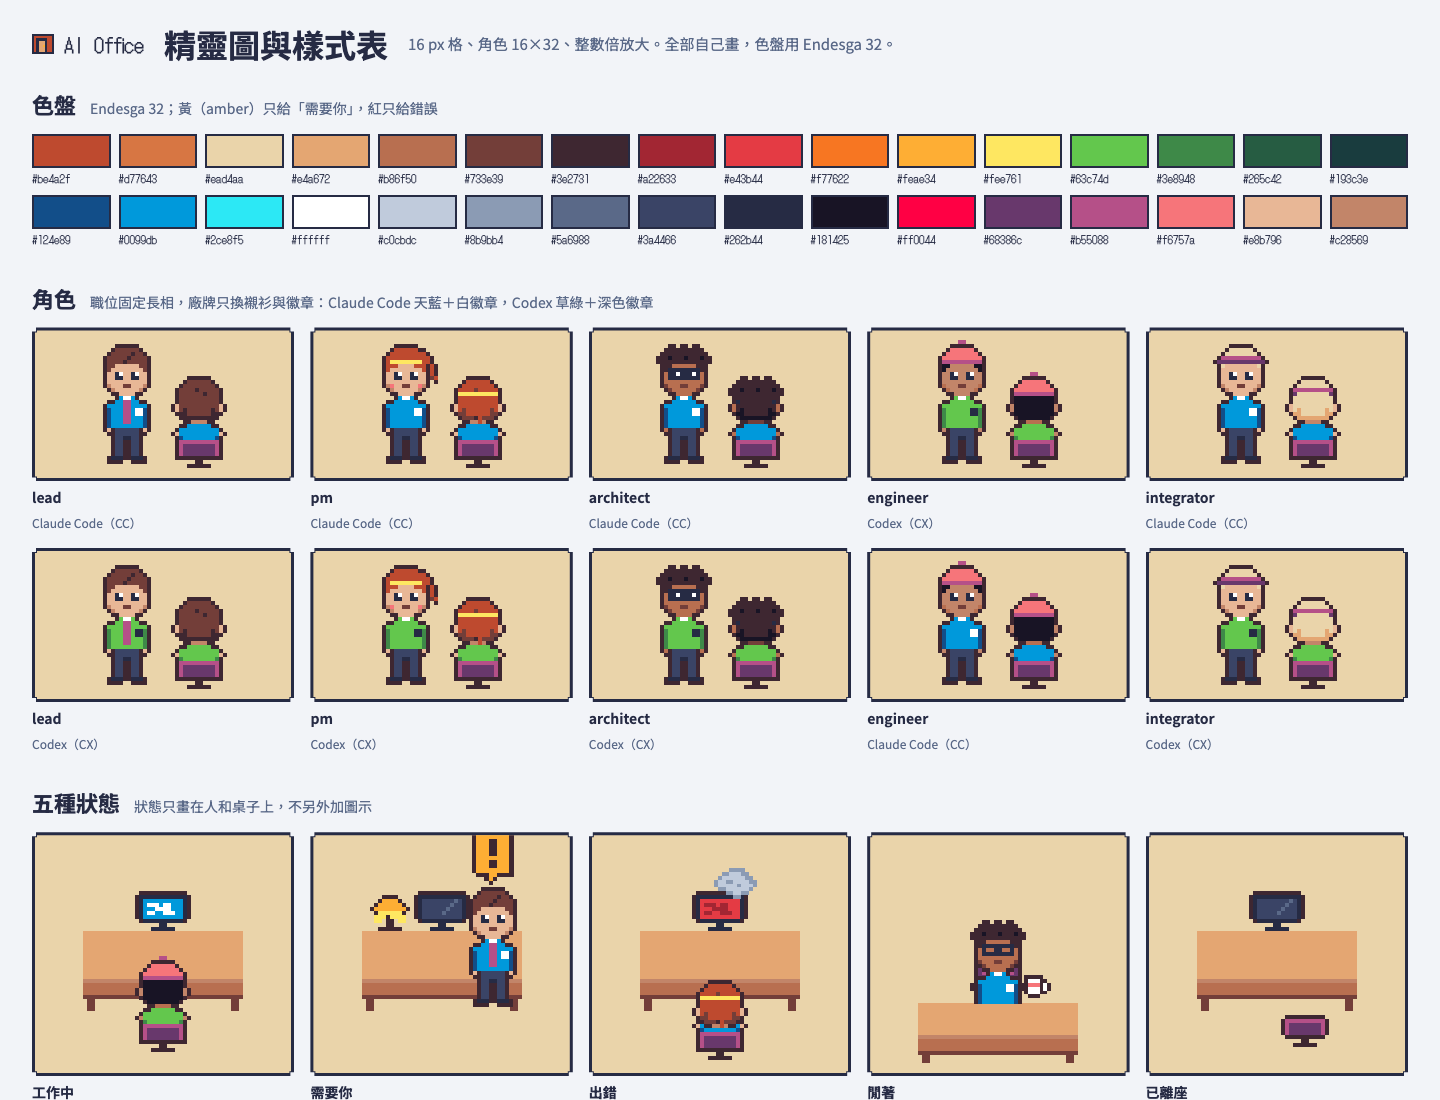 AI Office 精靈圖與樣式表 16 px 格、角色 16×32、整數倍放大。全部自己畫，色盤用 Endesga 32。
色盤 Endesga 32；黃（amber）只給「需要你」，紅只給錯誤
#be4a2f #d77643 #ead4aa #e4a672 #b86f50 #733e39 #3e2731 #a22633 #e43b44 #f77622 #feae34 #fee761 #63c74d #3e8948 #265c42 #193c3e
#124e89 #0099db #2ce8f5 #ffffff #c0cbdc #8b9bb4 #5a6988 #3a4466 #262b44 #181425 #ff0044 #68386c #b55088 #f6757a #e8b796 #c28569
角色 職位固定長相，廠牌只換襯衫與徽章：Claude Code 天藍＋白徽章，Codex 草綠＋深色徽章
lead pm architect engineer integrator
Claude Code（CC） Claude Code（CC） Claude Code（CC） Codex（CX） Claude Code（CC）
lead pm architect engineer integrator
Codex（CX） Codex（CX） Codex（CX） Claude Code（CC） Codex（CX）
五種狀態 狀態只畫在人和桌子上，不另外加圖示
工作中 需要你 出錯 閒著 已離座